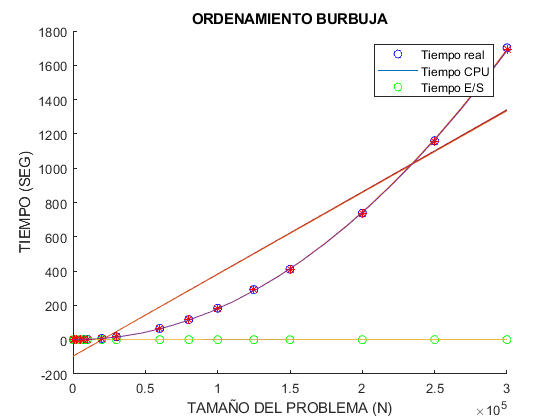 ORDENAMIENTO BURBUJA
1800
1600
1400
1200
1000
800
600
400
200
0
-200
TIEMPO (SEG)
Tiempo real
Tiempo CPU
Tiempo E/S
0 0.5 1 1.5 2 2.5 3
TAMAÑO DEL PROBLEMA (N)
×10^5